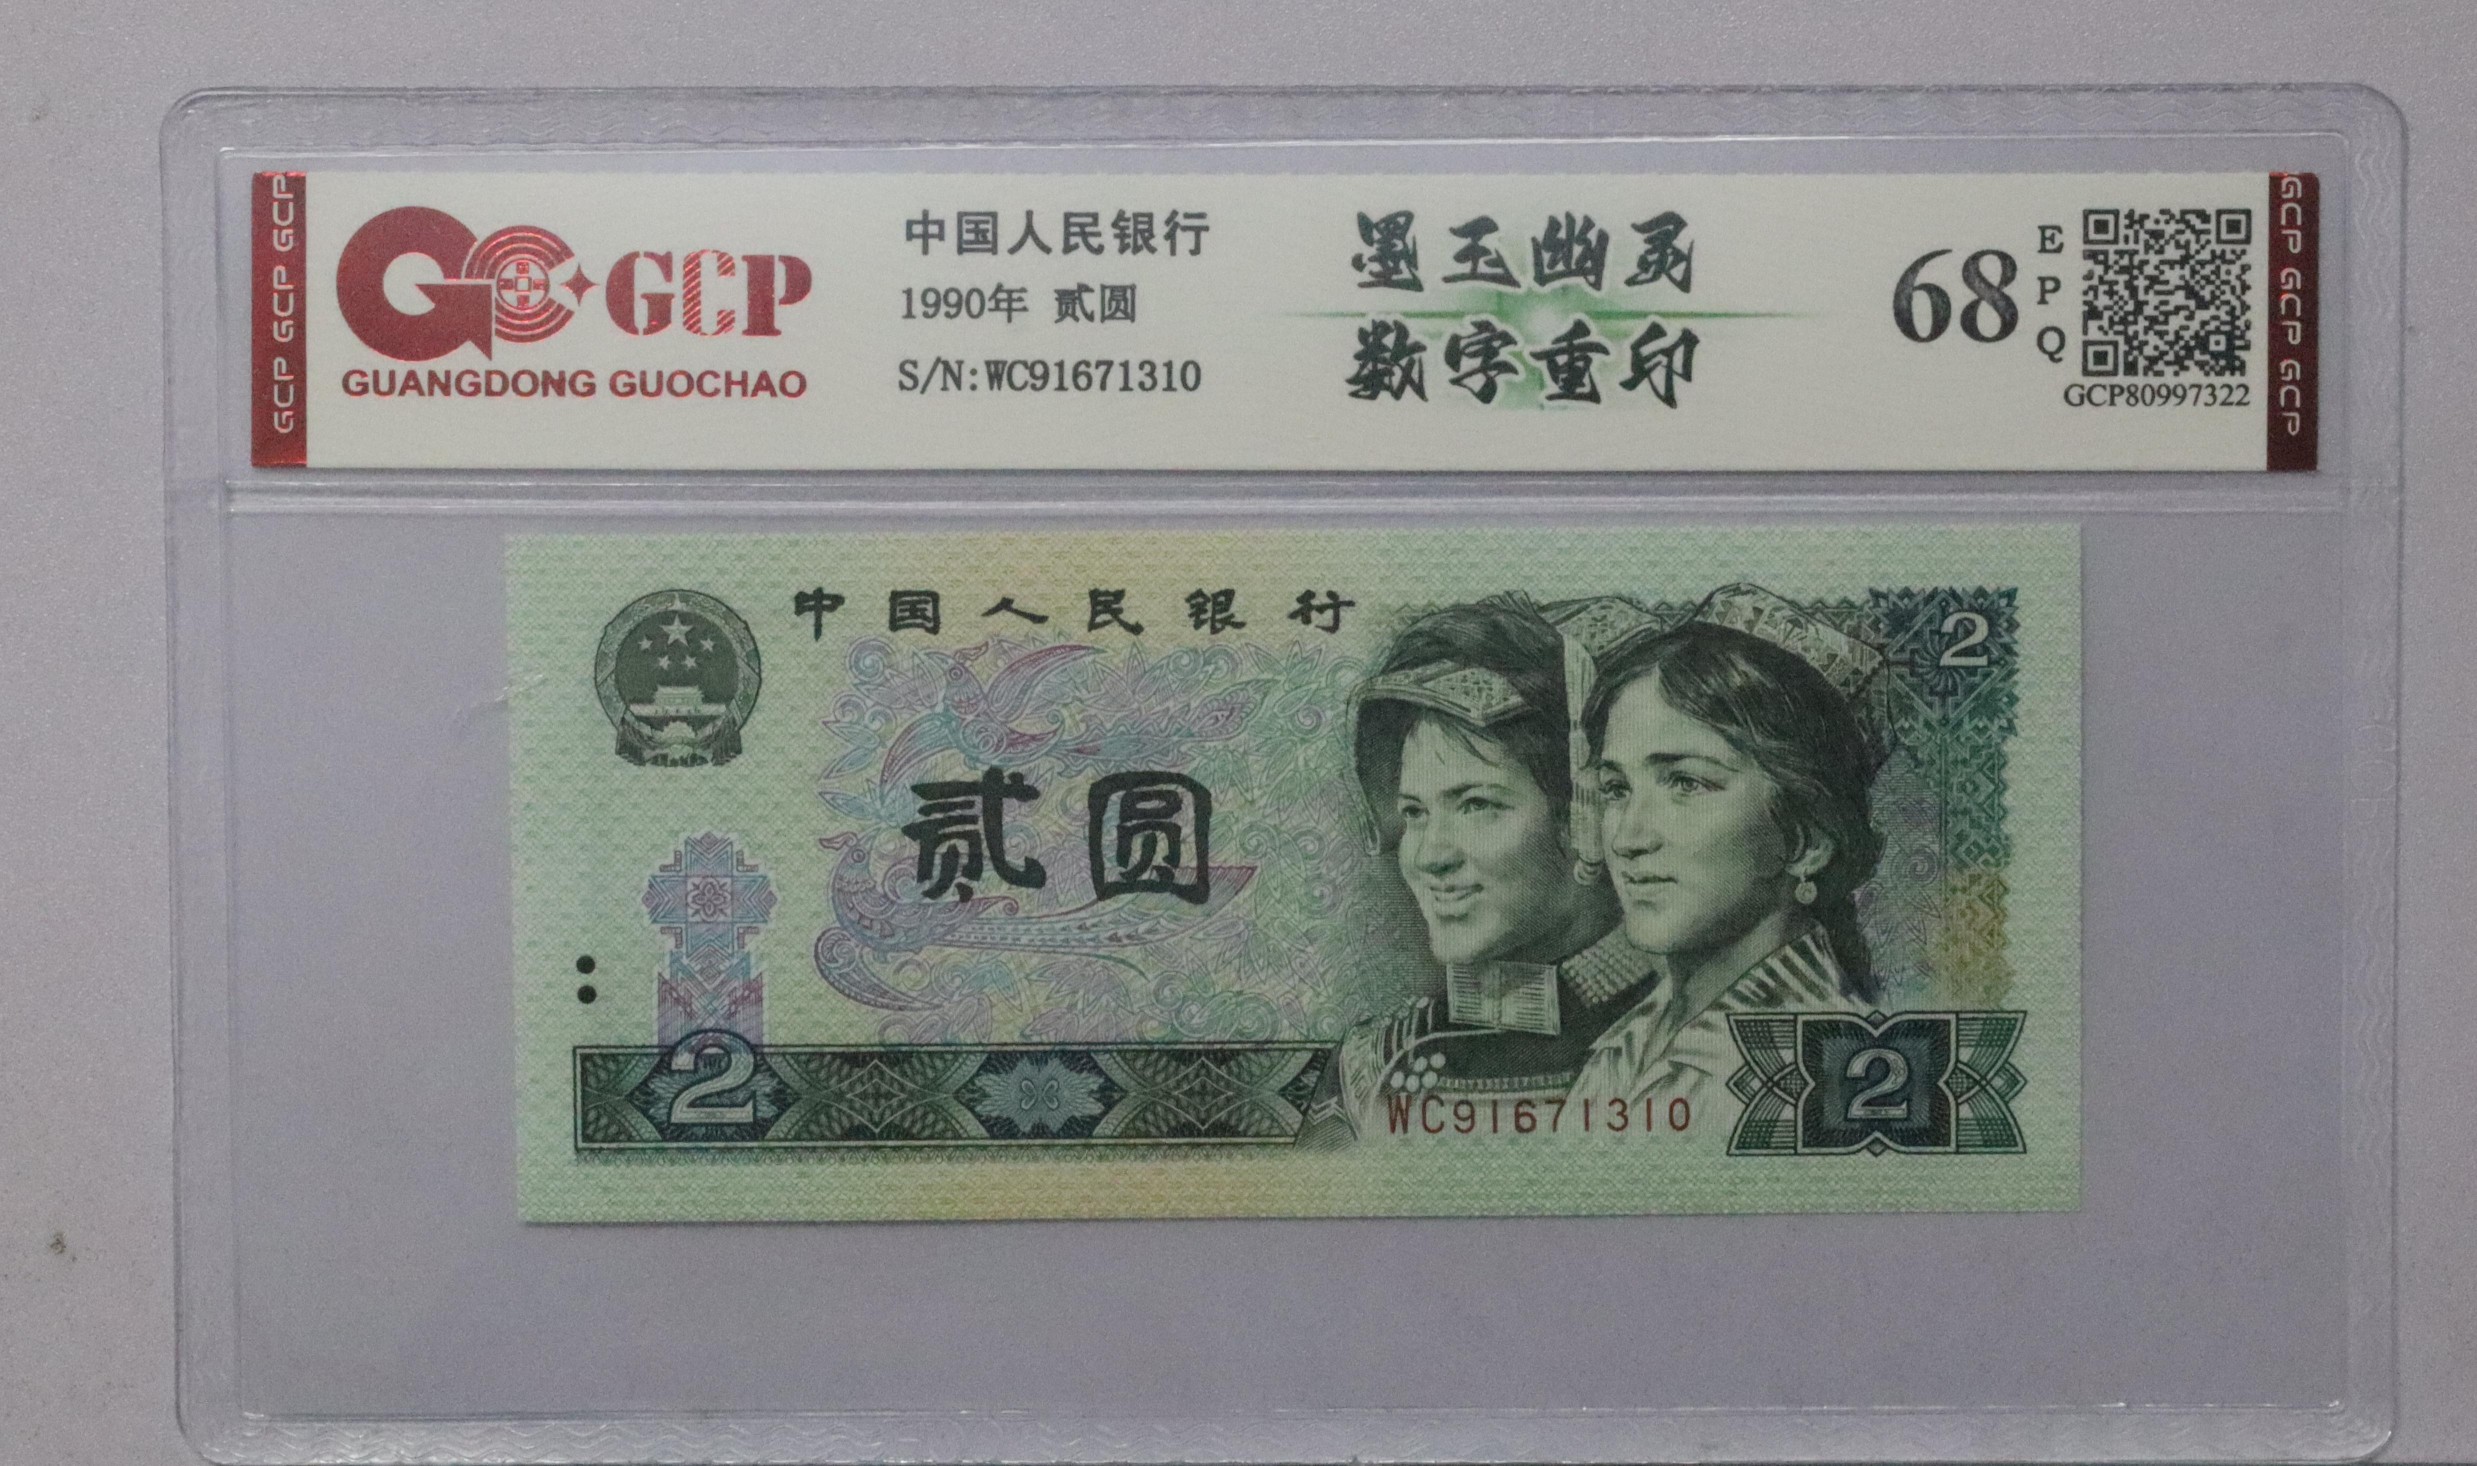 GCP GCP GCP
GCP
GUANGDONG GUOCHAO
中国人民银行
1990年 贰圆
S/N:WC91671310
墨玉幽灵
数字重印
68
EPQ
GCP80997322
GCP GCP GCP
中国人民银行
2
贰圆
2
WC91671310
2